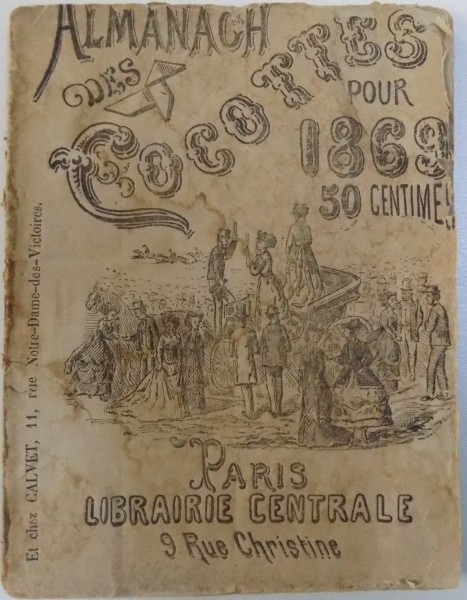 ALMANACH
DES
COCOTTES
POUR
1869
50 CENTIMES
PARIS
LIBRAIRIE CENTRALE
9 Rue Christine
Et chez CALVET, 11, rue Notre-Dame-des-Victoires.